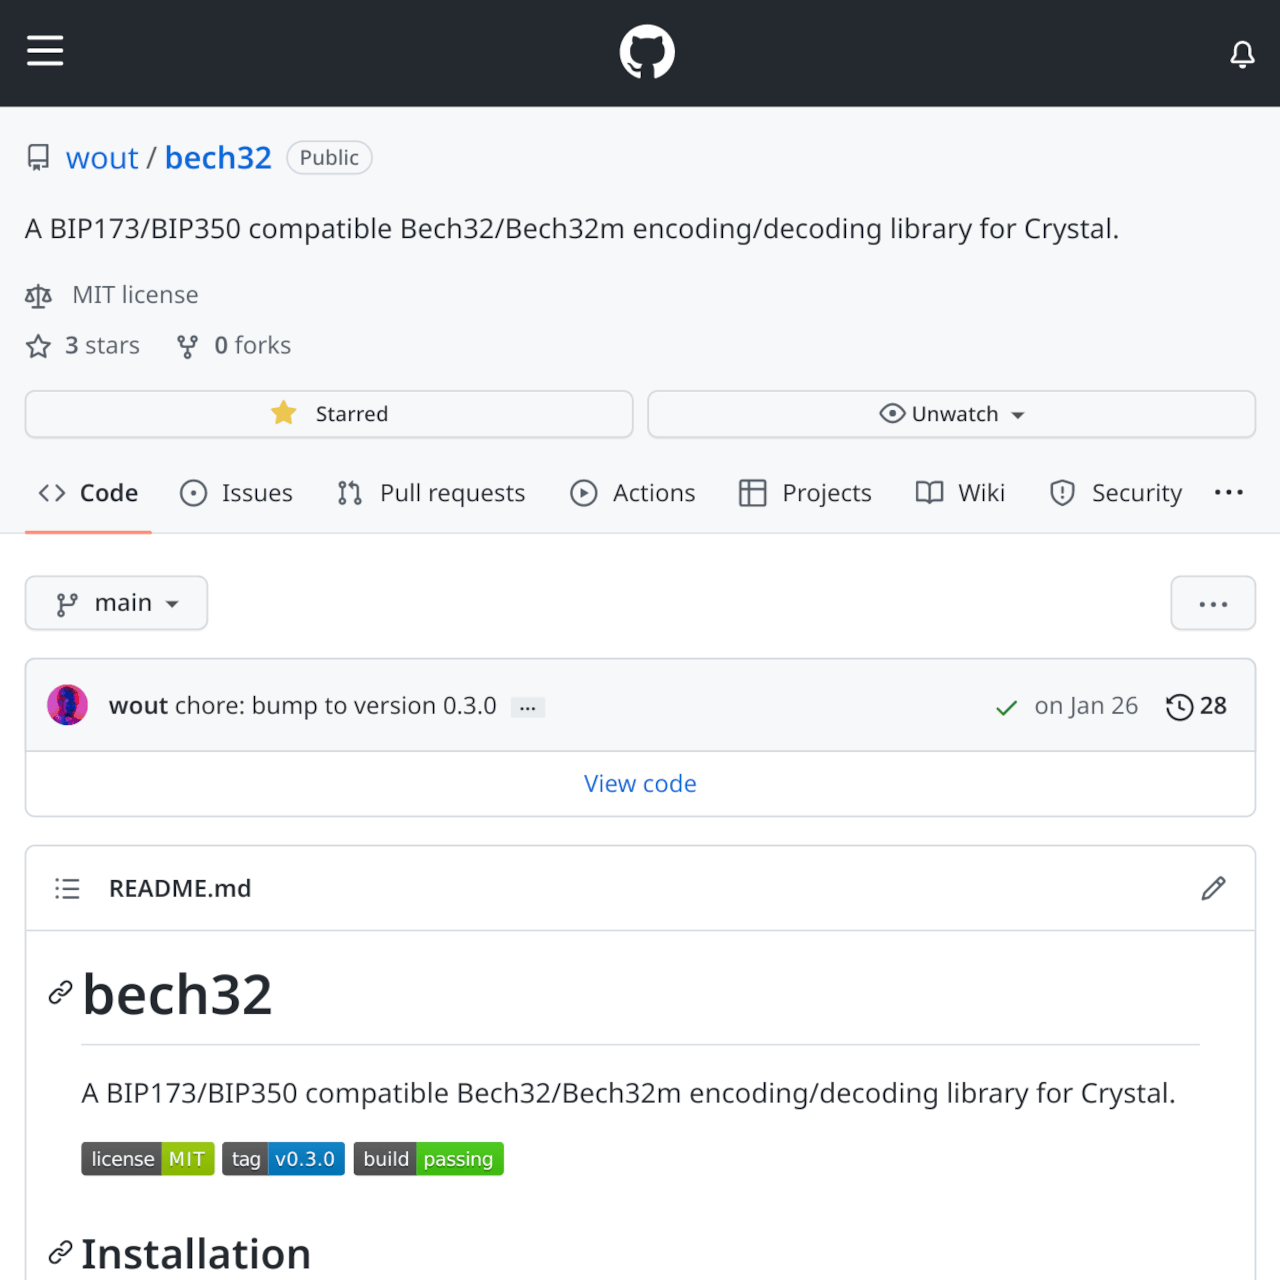 wout / bech32 Public
A BIP173/BIP350 compatible Bech32/Bech32m encoding/decoding library for Crystal.
MIT license
3 stars 0 forks
Starred Unwatch
Code Issues Pull requests Actions Projects Wiki Security ...
main ...
wout chore: bump to version 0.3.0 ... on Jan 26 28
View code
README.md
bech32
A BIP173/BIP350 compatible Bech32/Bech32m encoding/decoding library for Crystal.
license MIT tag v0.3.0 build passing
Installation